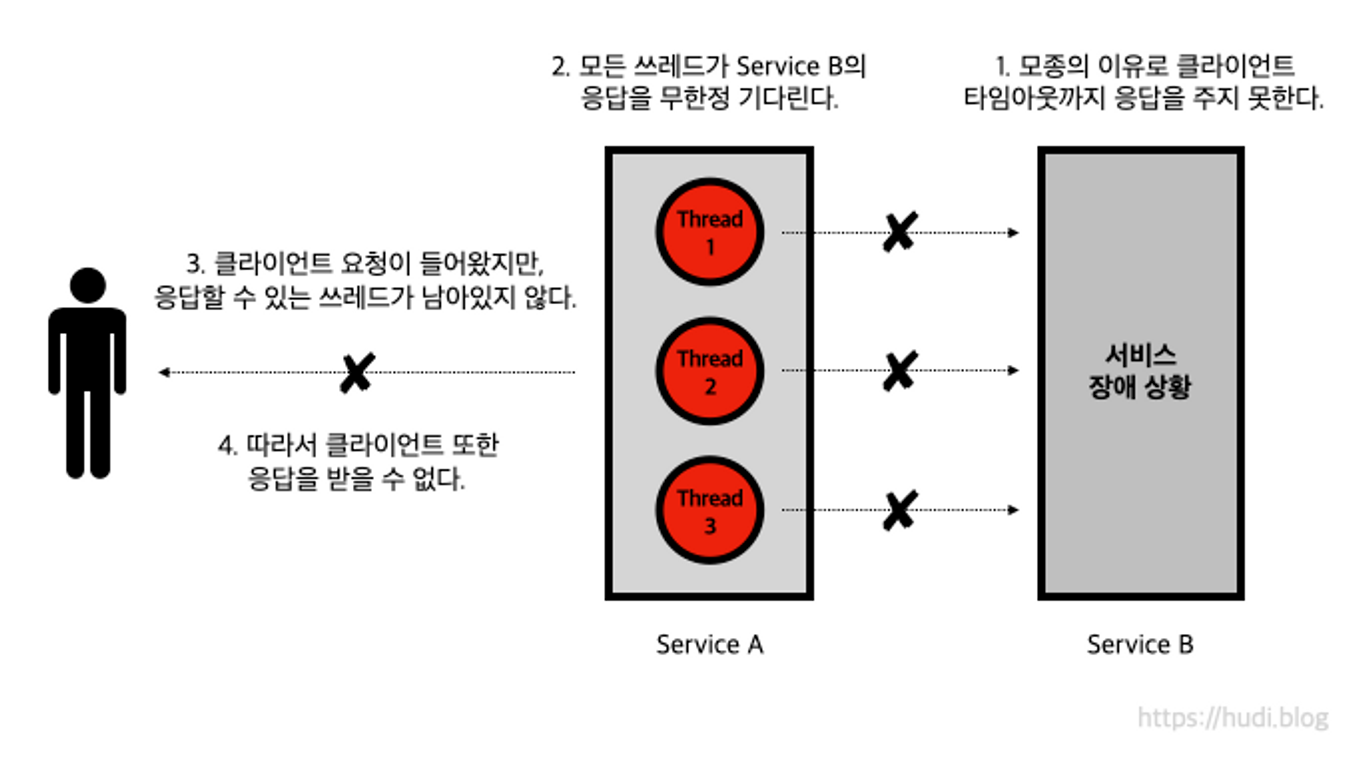 2. 모든 쓰레드가 Service B의
응답을 무한정 기다린다.
1. 모종의 이유로 클라이언트
타임아웃까지 응답을 주지 못한다.
3. 클라이언트 요청이 들어왔지만,
응답할 수 있는 쓰레드가 남아있지 않다.
4. 따라서 클라이언트 또한
응답을 받을 수 없다.
Thread
1
Thread
2
Thread
3
서비스
장애 상황
Service A
Service B
https://hudi.blog